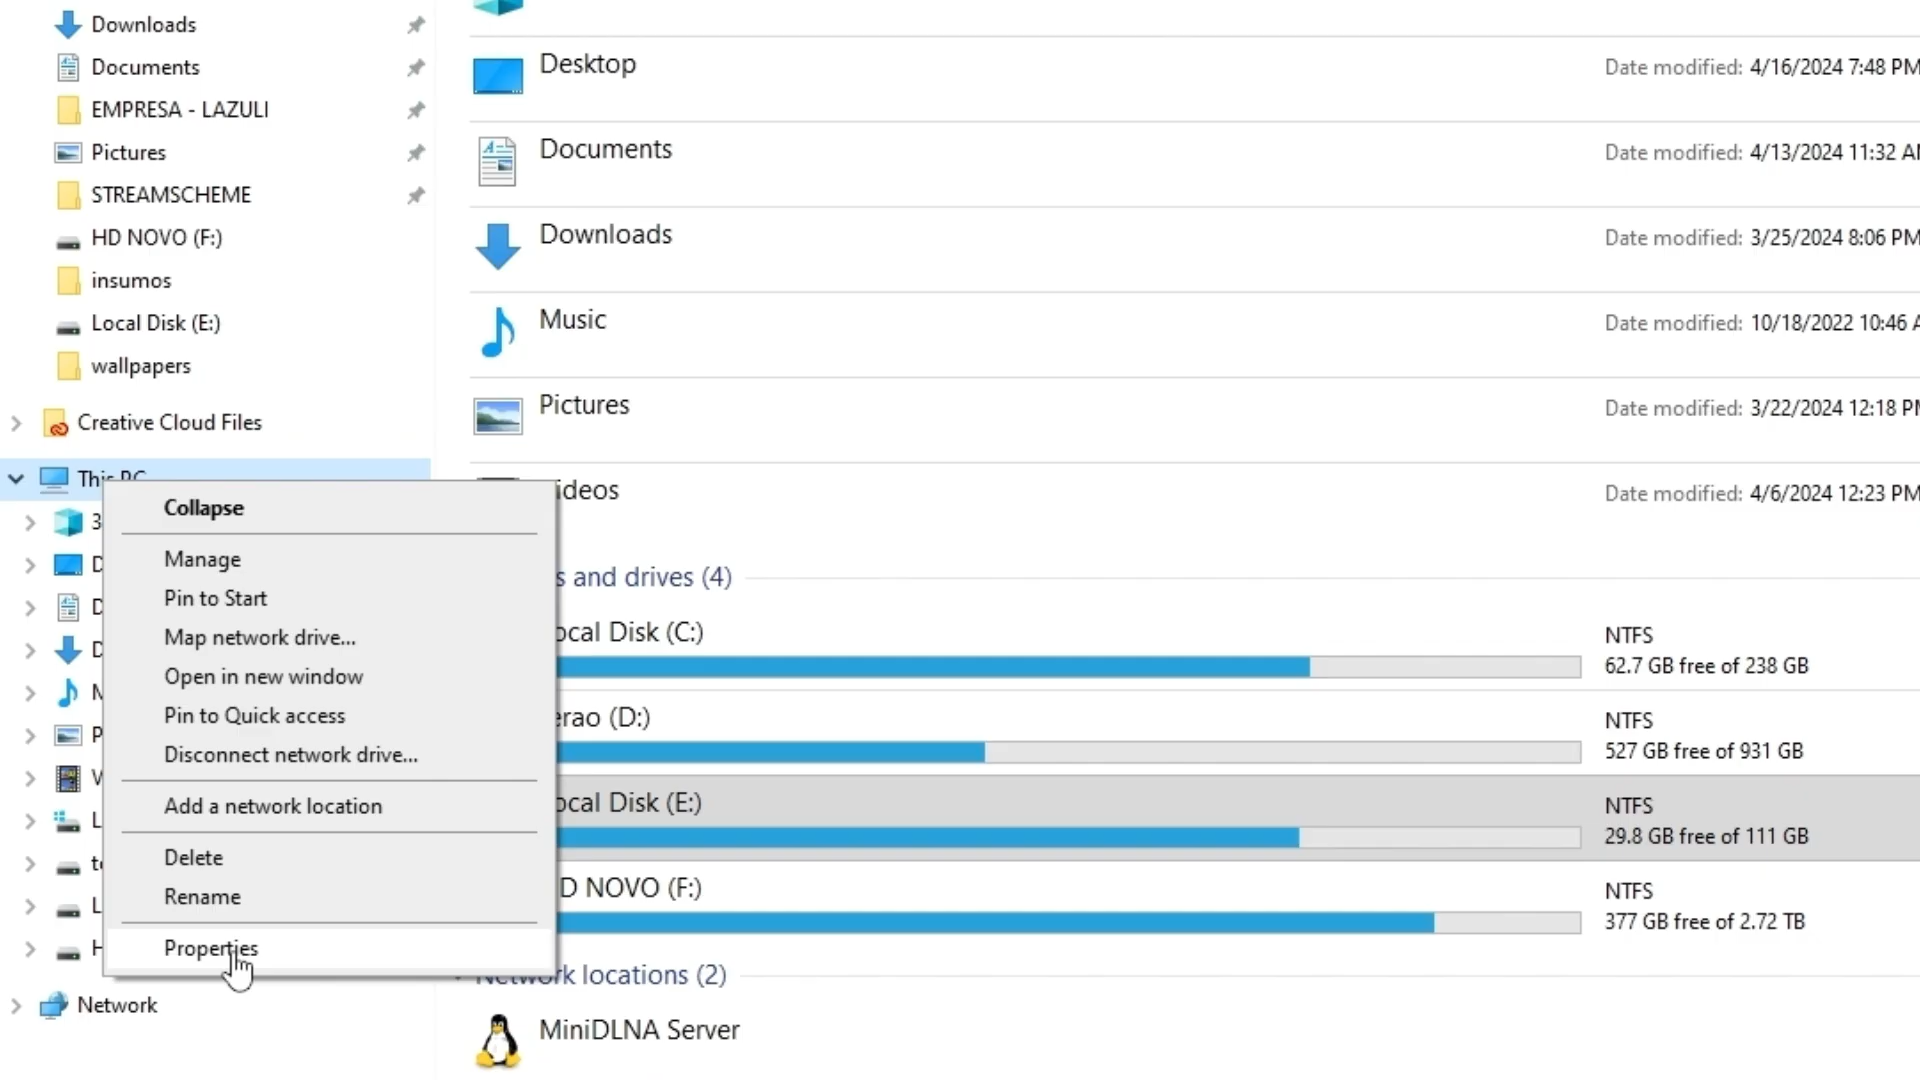 Downloads
Documents
EMPRESA - LAZULI
Pictures
STREAMSCHEME
HD NOVO (F:)
insumos
Local Disk (E:)
wallpapers
Creative Cloud Files
This PC
3
D
D
D
M
P
V
L
L
H
Network
Collapse
Manage
Pin to Start
Map network drive...
Open in new window
Pin to Quick access
Disconnect network drive...
Add a network location
Delete
Rename
Properties
Desktop
Date modified: 4/16/2024 7:48 PM
Documents
Date modified: 4/13/2024 11:32 A
Downloads
Date modified: 3/25/2024 8:06 PM
Music
Date modified: 10/18/2022 10:46 A
Pictures
Date modified: 3/22/2024 12:18 P
ideos
Date modified: 4/6/2024 12:23 PM
s and drives (4)
ocal Disk (C:)
NTFS
62.7 GB free of 238 GB
erao (D:)
NTFS
527 GB free of 931 GB
ocal Disk (E:)
NTFS
29.8 GB free of 111 GB
D NOVO (F:)
NTFS
377 GB free of 2.72 TB
Network locations (2)
MiniDLNA Server